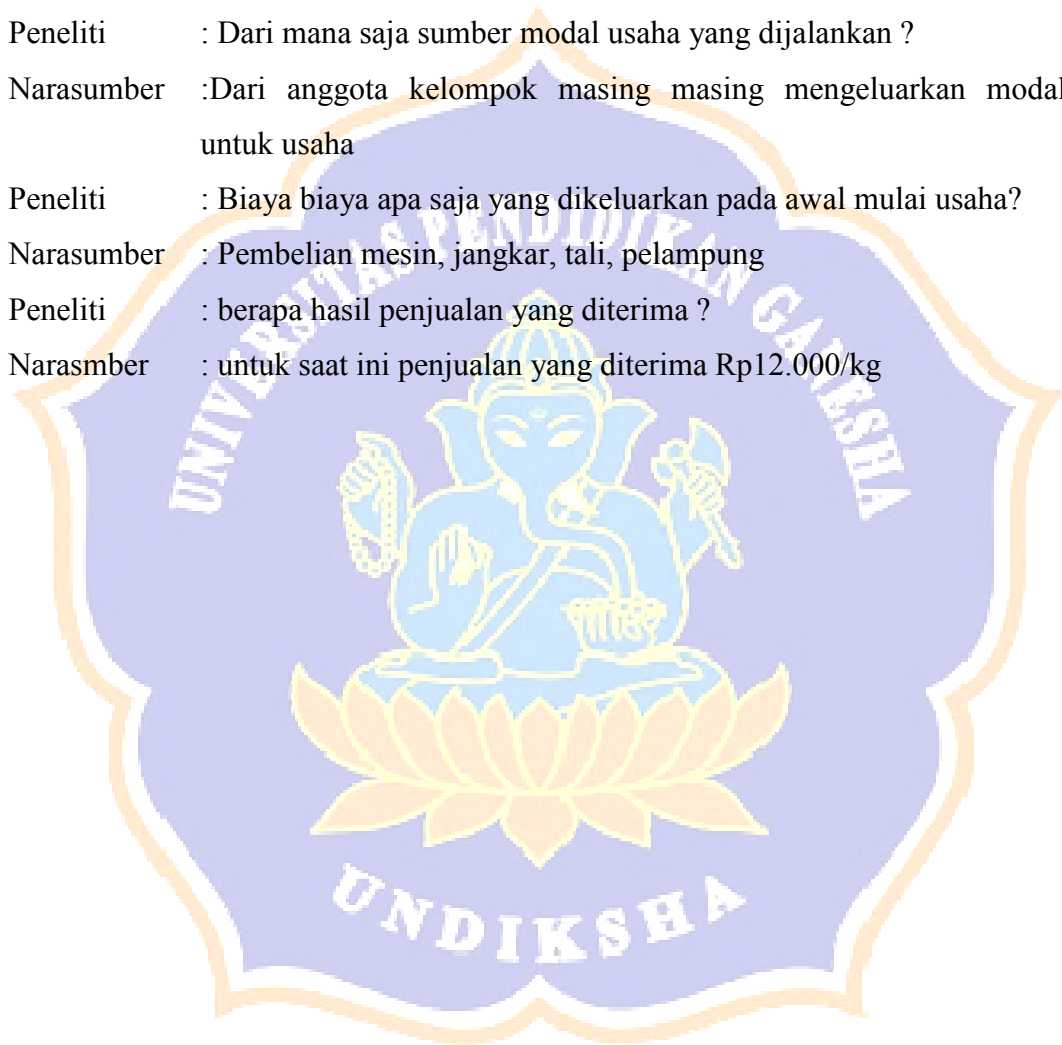 Peneliti : Dari mana saja sumber modal usaha yang dijalankan ?
Narasumber :Dari anggota kelompok masing masing mengeluarkan modal
untuk usaha
Peneliti : Biaya biaya apa saja yang dikeluarkan pada awal mulai usaha?
Narasumber : Pembelian mesin, jangkar, tali, pelampung
Peneliti : berapa hasil penjualan yang diterima ?
Narasmber : untuk saat ini penjualan yang diterima Rp12.000/kg
UNIVERSITAS PENDIDIKAN GANESHA
UNDIKSHA